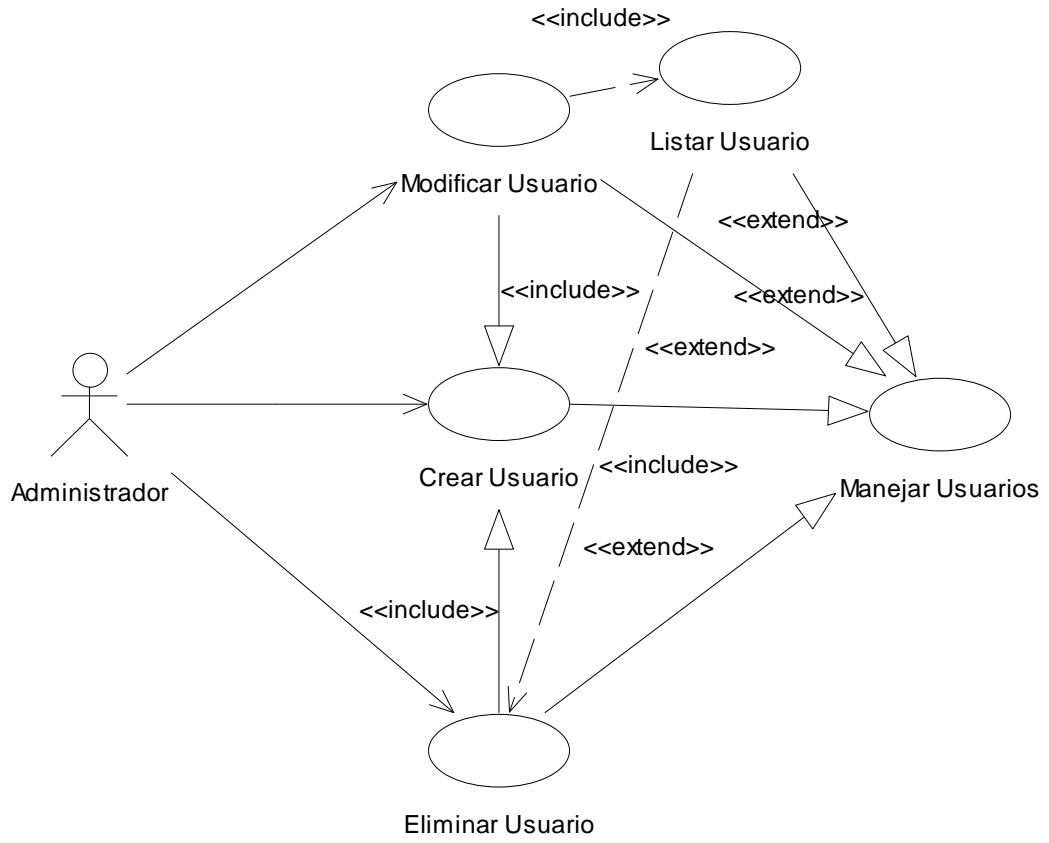 <<include>>
Listar Usuario
Modificar Usuario
<<extend>>
<<include>>
<<extend>>
<<extend>>
Crear Usuario
<<include>>
Manejar Usuarios
Administrador
<<extend>>
<<include>>
Eliminar Usuario